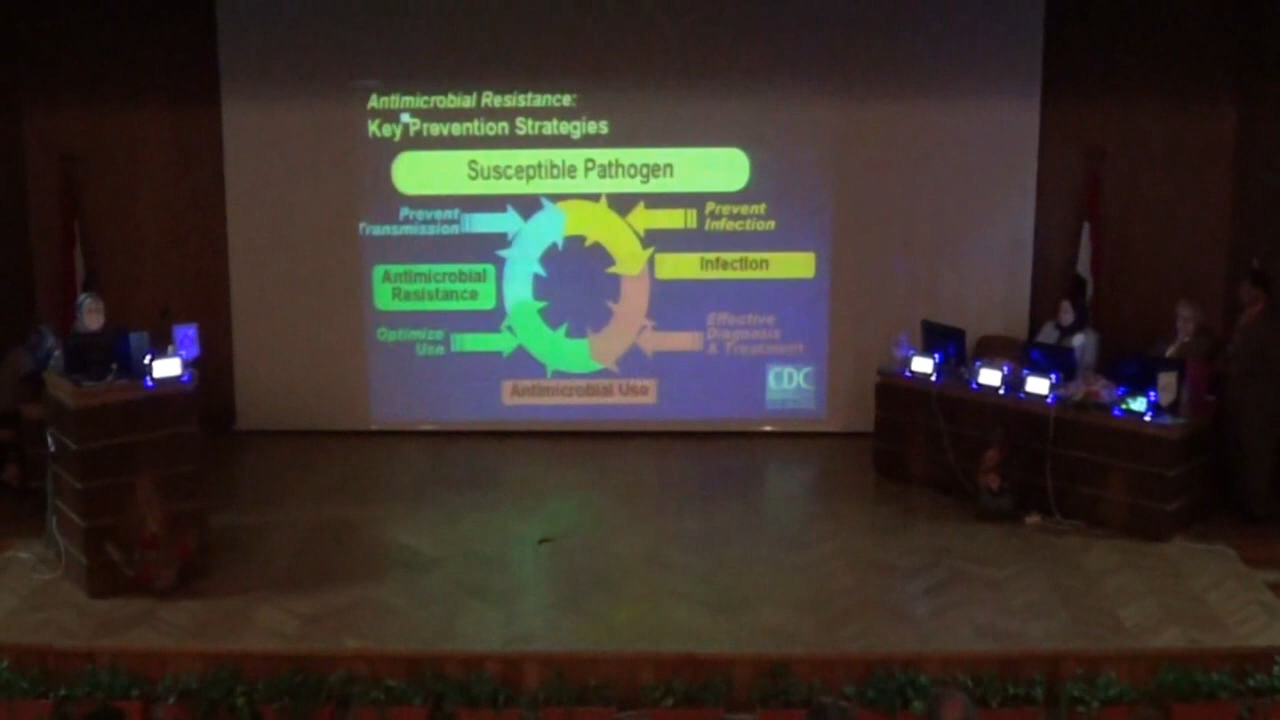 Antimicrobial Resistance:
Key Prevention Strategies
Susceptible Pathogen
Prevent
Transmission
Prevent
Infection
Infection
Antimicrobial
Resistance
Optimize
Use
Effective
Diagnosis
& Treatment
Antimicrobial Use
CDC